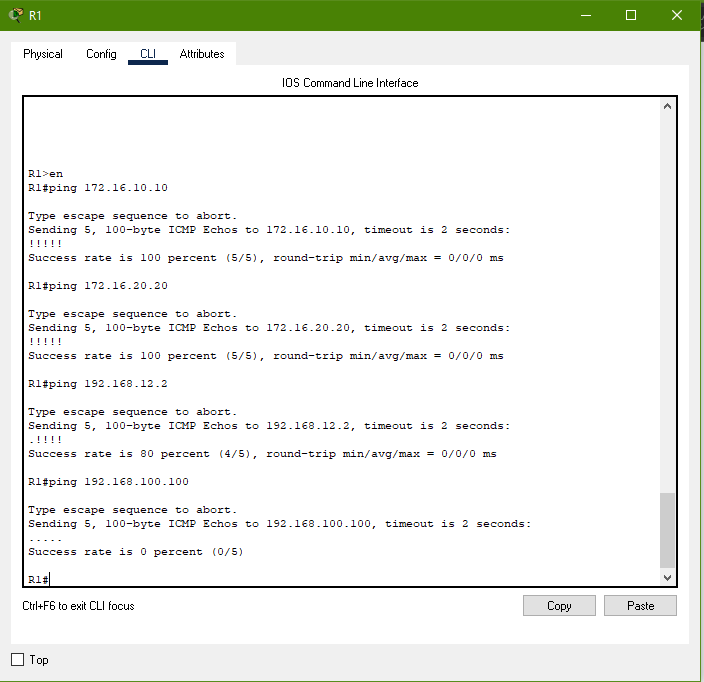 R1
Physical Config CLI Attributes
IOS Command Line Interface
R1>en
R1#ping 172.16.10.10
Type escape sequence to abort.
Sending 5, 100-byte ICMP Echos to 172.16.10.10, timeout is 2 seconds:
!!!!!
Success rate is 100 percent (5/5), round-trip min/avg/max = 0/0/0 ms
R1#ping 172.16.20.20
Type escape sequence to abort.
Sending 5, 100-byte ICMP Echos to 172.16.20.20, timeout is 2 seconds:
!!!!!
Success rate is 100 percent (5/5), round-trip min/avg/max = 0/0/0 ms
R1#ping 192.168.12.2
Type escape sequence to abort.
Sending 5, 100-byte ICMP Echos to 192.168.12.2, timeout is 2 seconds:
.!!!!
Success rate is 80 percent (4/5), round-trip min/avg/max = 0/0/0 ms
R1#ping 192.168.100.100
Type escape sequence to abort.
Sending 5, 100-byte ICMP Echos to 192.168.100.100, timeout is 2 seconds:
.....
Success rate is 0 percent (0/5)
R1#
Ctrl+F6 to exit CLI focus
Copy Paste
Top